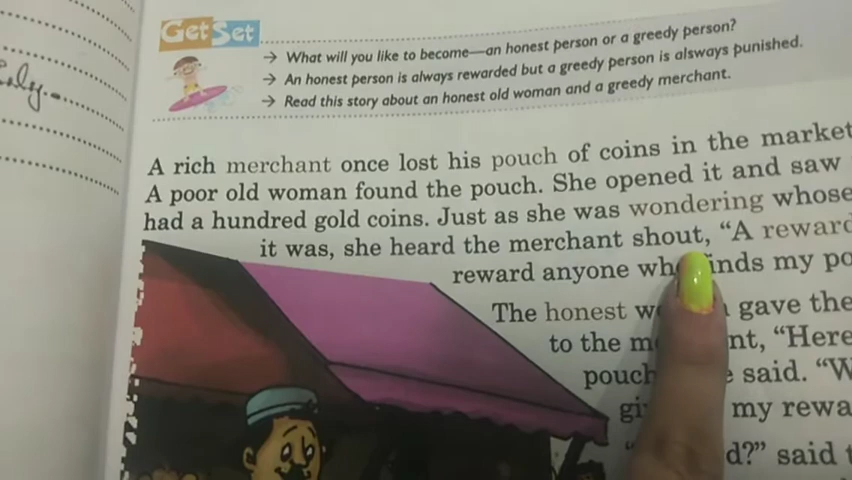 Get Set
→ What will you like to become—an honest person or a greedy person?
→ An honest person is always rewarded but a greedy person is alsways punished.
→ Read this story about an honest old woman and a greedy merchant.
A rich merchant once lost his pouch of coins in the market
A poor old woman found the pouch. She opened it and saw
had a hundred gold coins. Just as she was wondering whose
it was, she heard the merchant shout, “A reward
reward anyone who my
The honest gave the
to the “Here
pouch said.
my
said